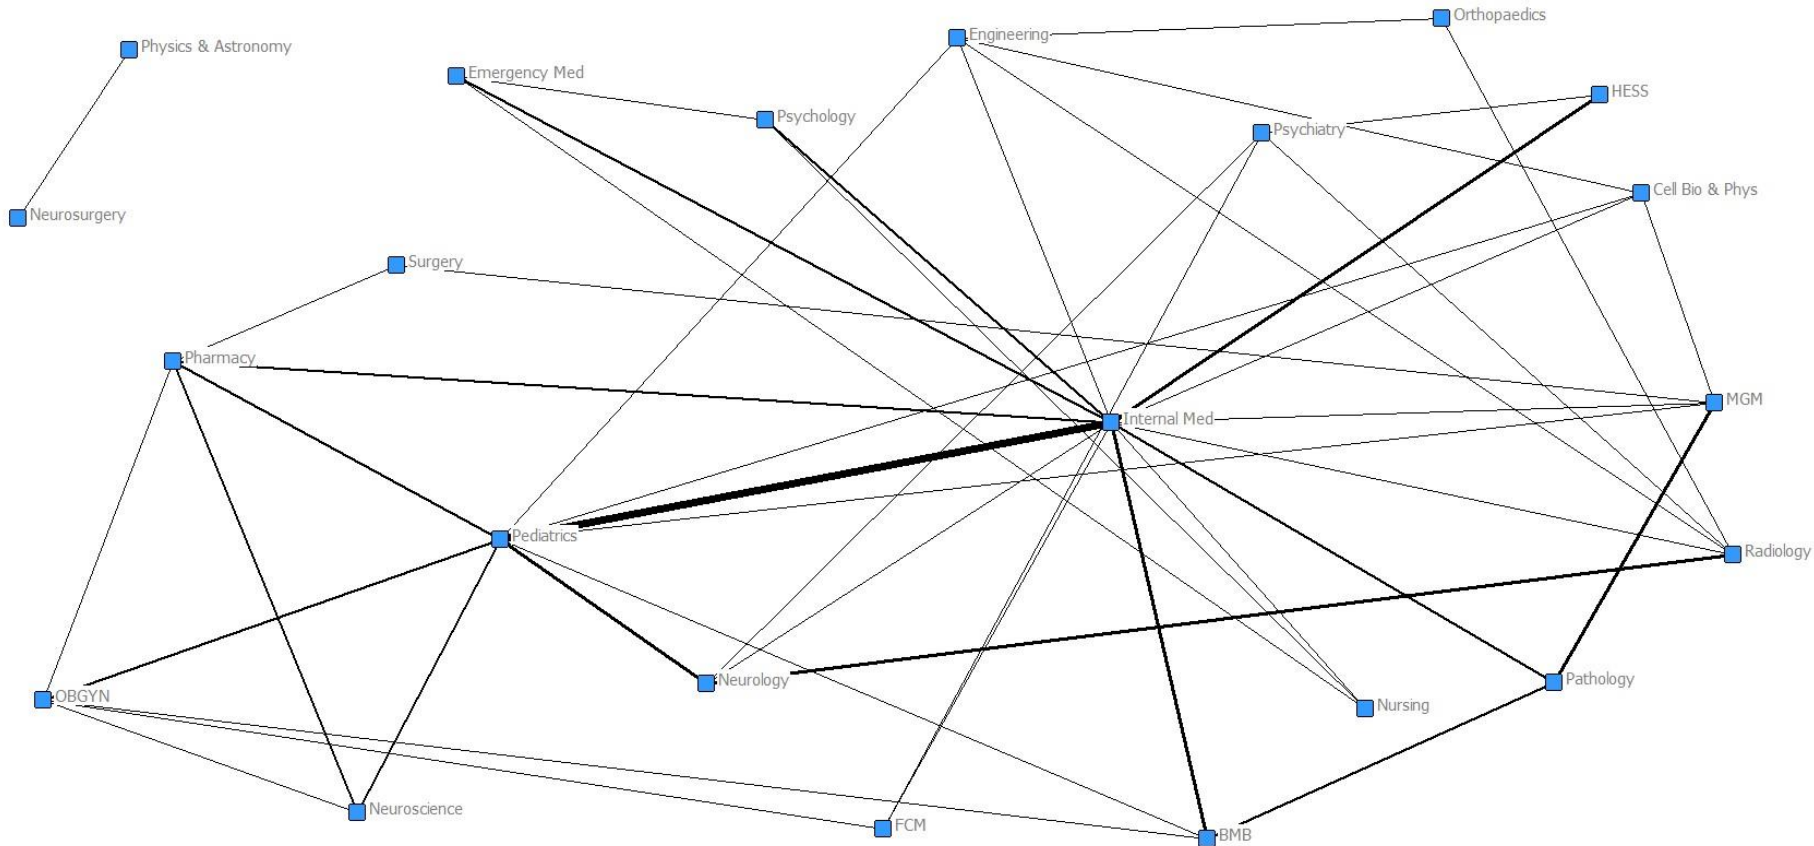 Orthopaedics
Engineering
Physics & Astronomy
Emergency Med
HESS
Psychology
Psychiatry
Cell Bio & Phys
Neurosurgery
Surgery
Pharmacy
MGM
Internal Med
Pediatrics
Radiology
Neurology
Pathology
OBGYN
Nursing
Neuroscience
FCM
BMB